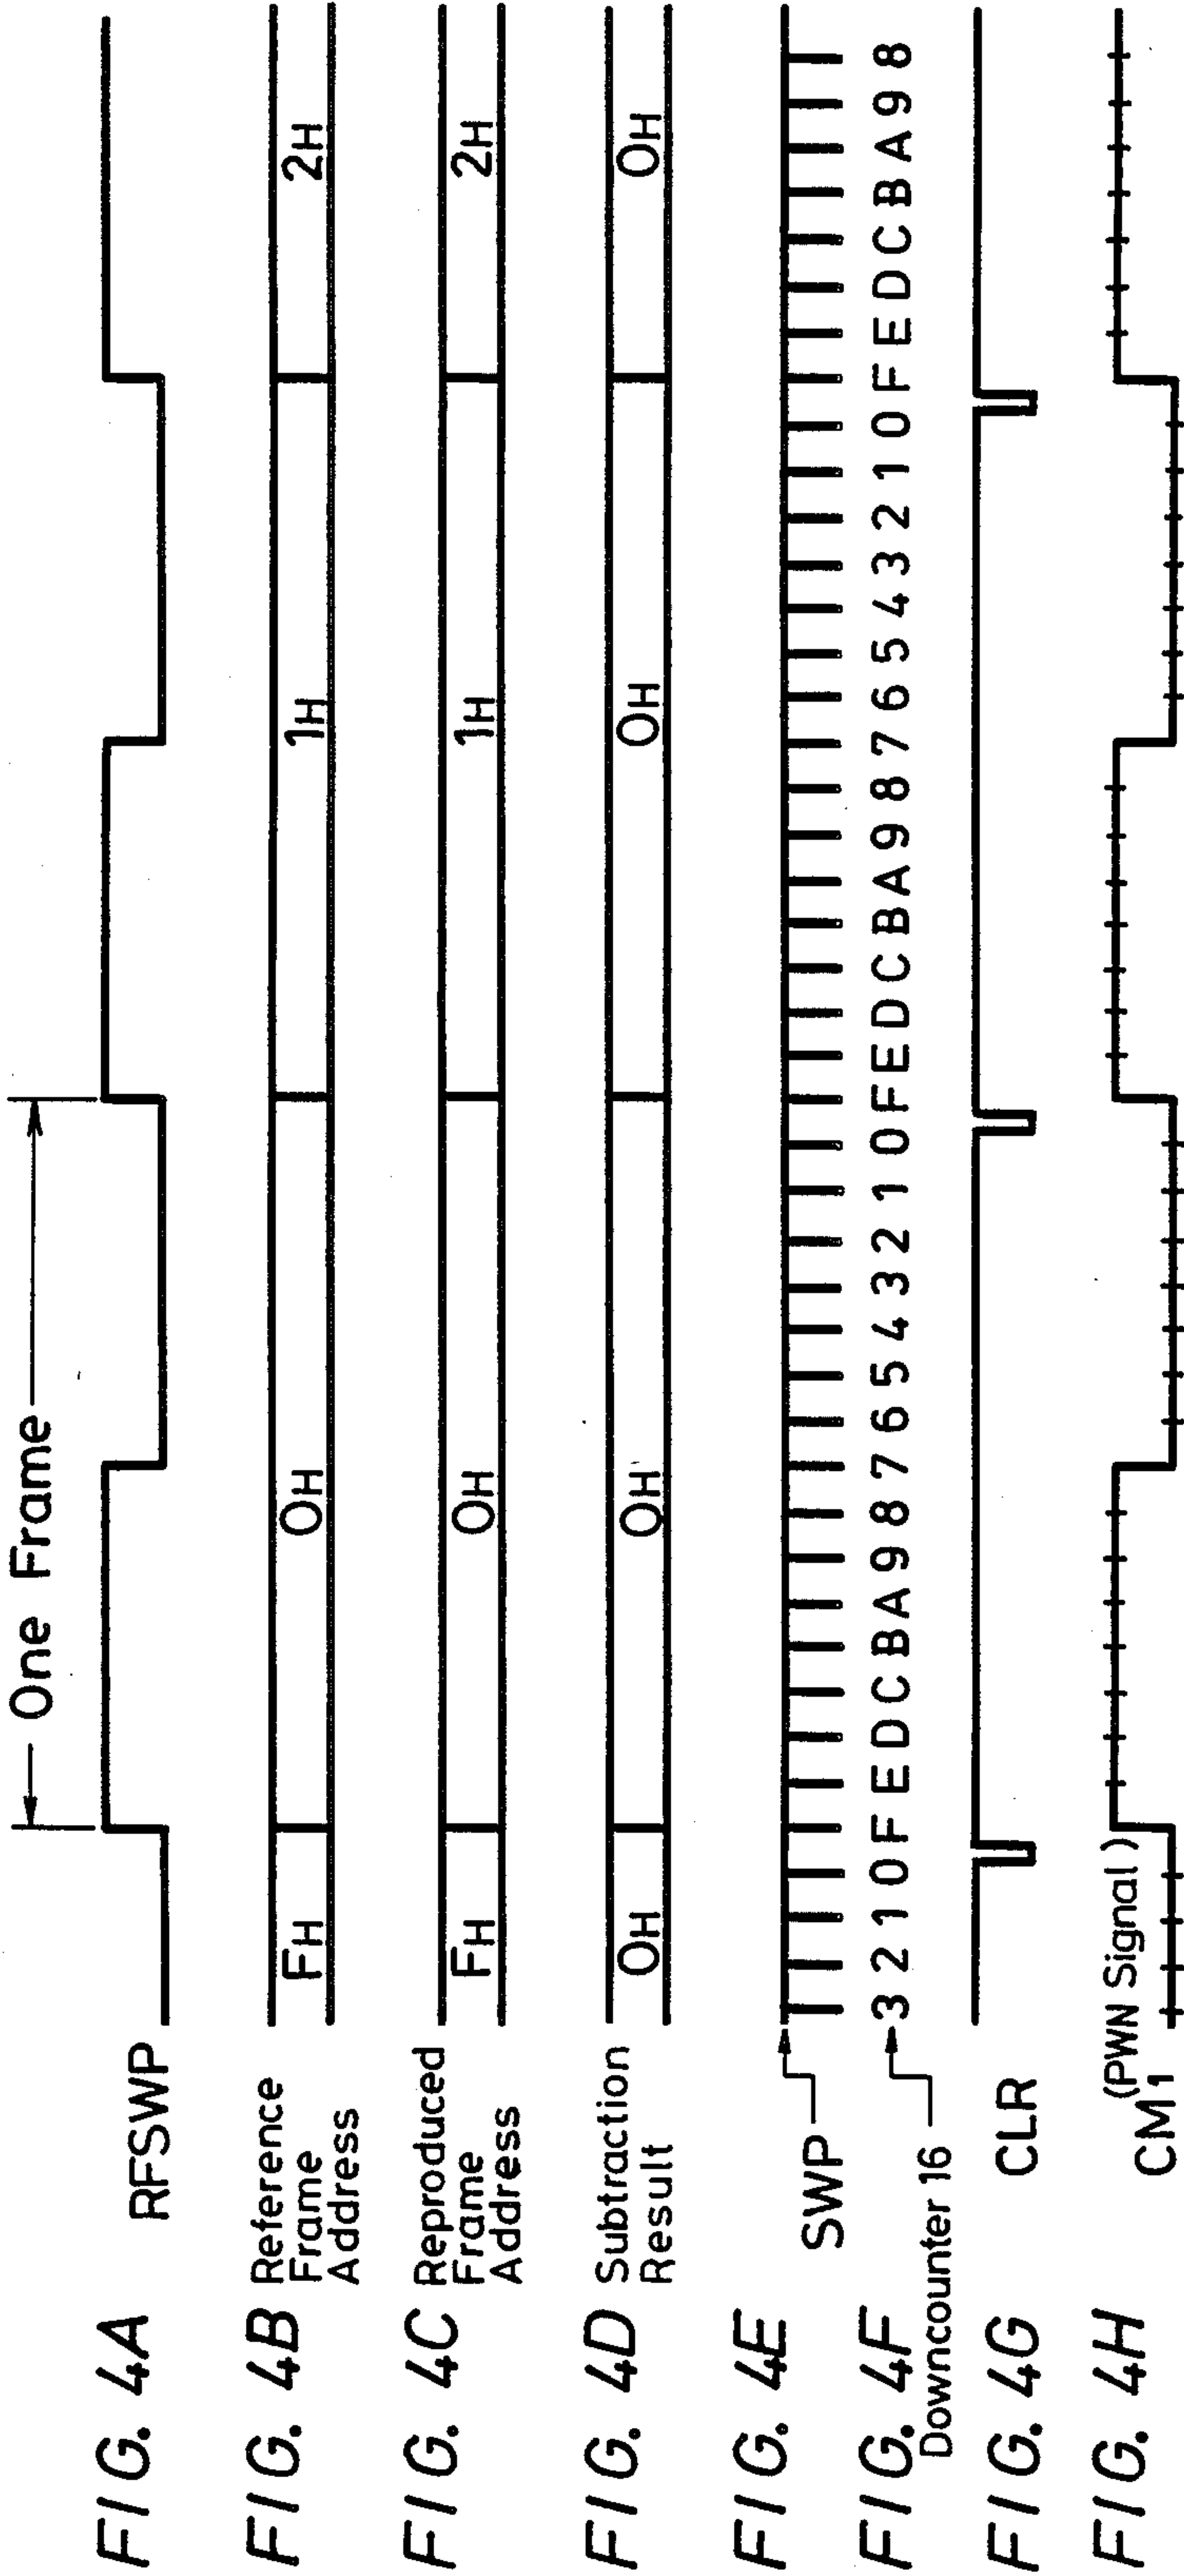 One Frame
FIG. 4A RFSWP
FIG. 4B Reference Frame Address
FH 0H 1H 2H
FIG. 4C Reproduced Frame Address
FH 0H 1H 2H
FIG. 4D Subtraction Result
0H 0H 0H 0H
FIG. 4E SWP
FIG. 4F Downcounter 16
3 2 1 0 F E D C B A 9 8 7 6 5 4 3 2 1 0 F E D C B A 9 8 7 6 5 4 3 2 1 0 F E D C B A 9 8
FIG. 4G CLR
FIG. 4H CM1 (PWN Signal)